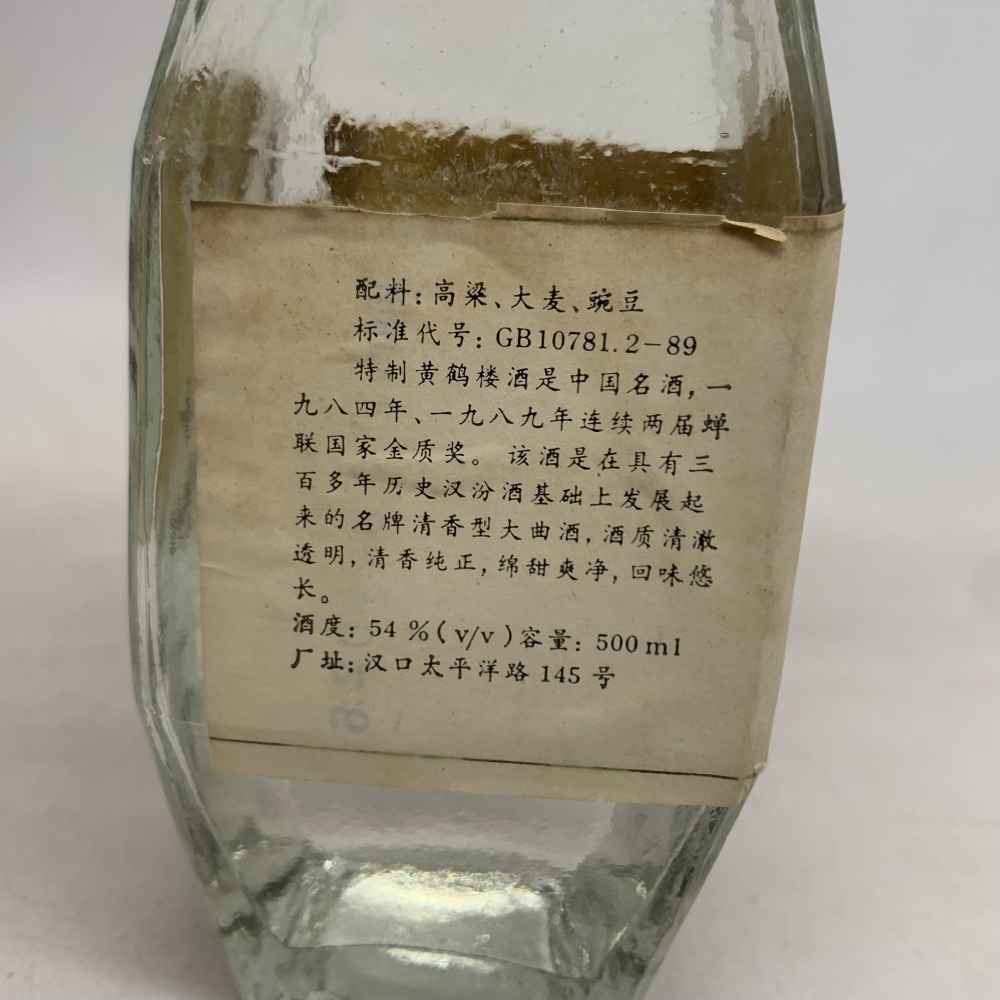 配料：高粱、大麦、豌豆
标准代号：GB10781.2-89
特制黄鹤楼酒是中国名酒，一
九八四年、一九八九年连续两届蝉
联国家金质奖。该酒是在具有三
百多年历史汉汾酒基础上发展起
来的名牌清香型大曲酒，酒质清澈
透明，清香纯正，绵甜爽净，回味悠
长。
酒度：54%(v/v)容量：500ml
厂址：汉口太平洋路145号